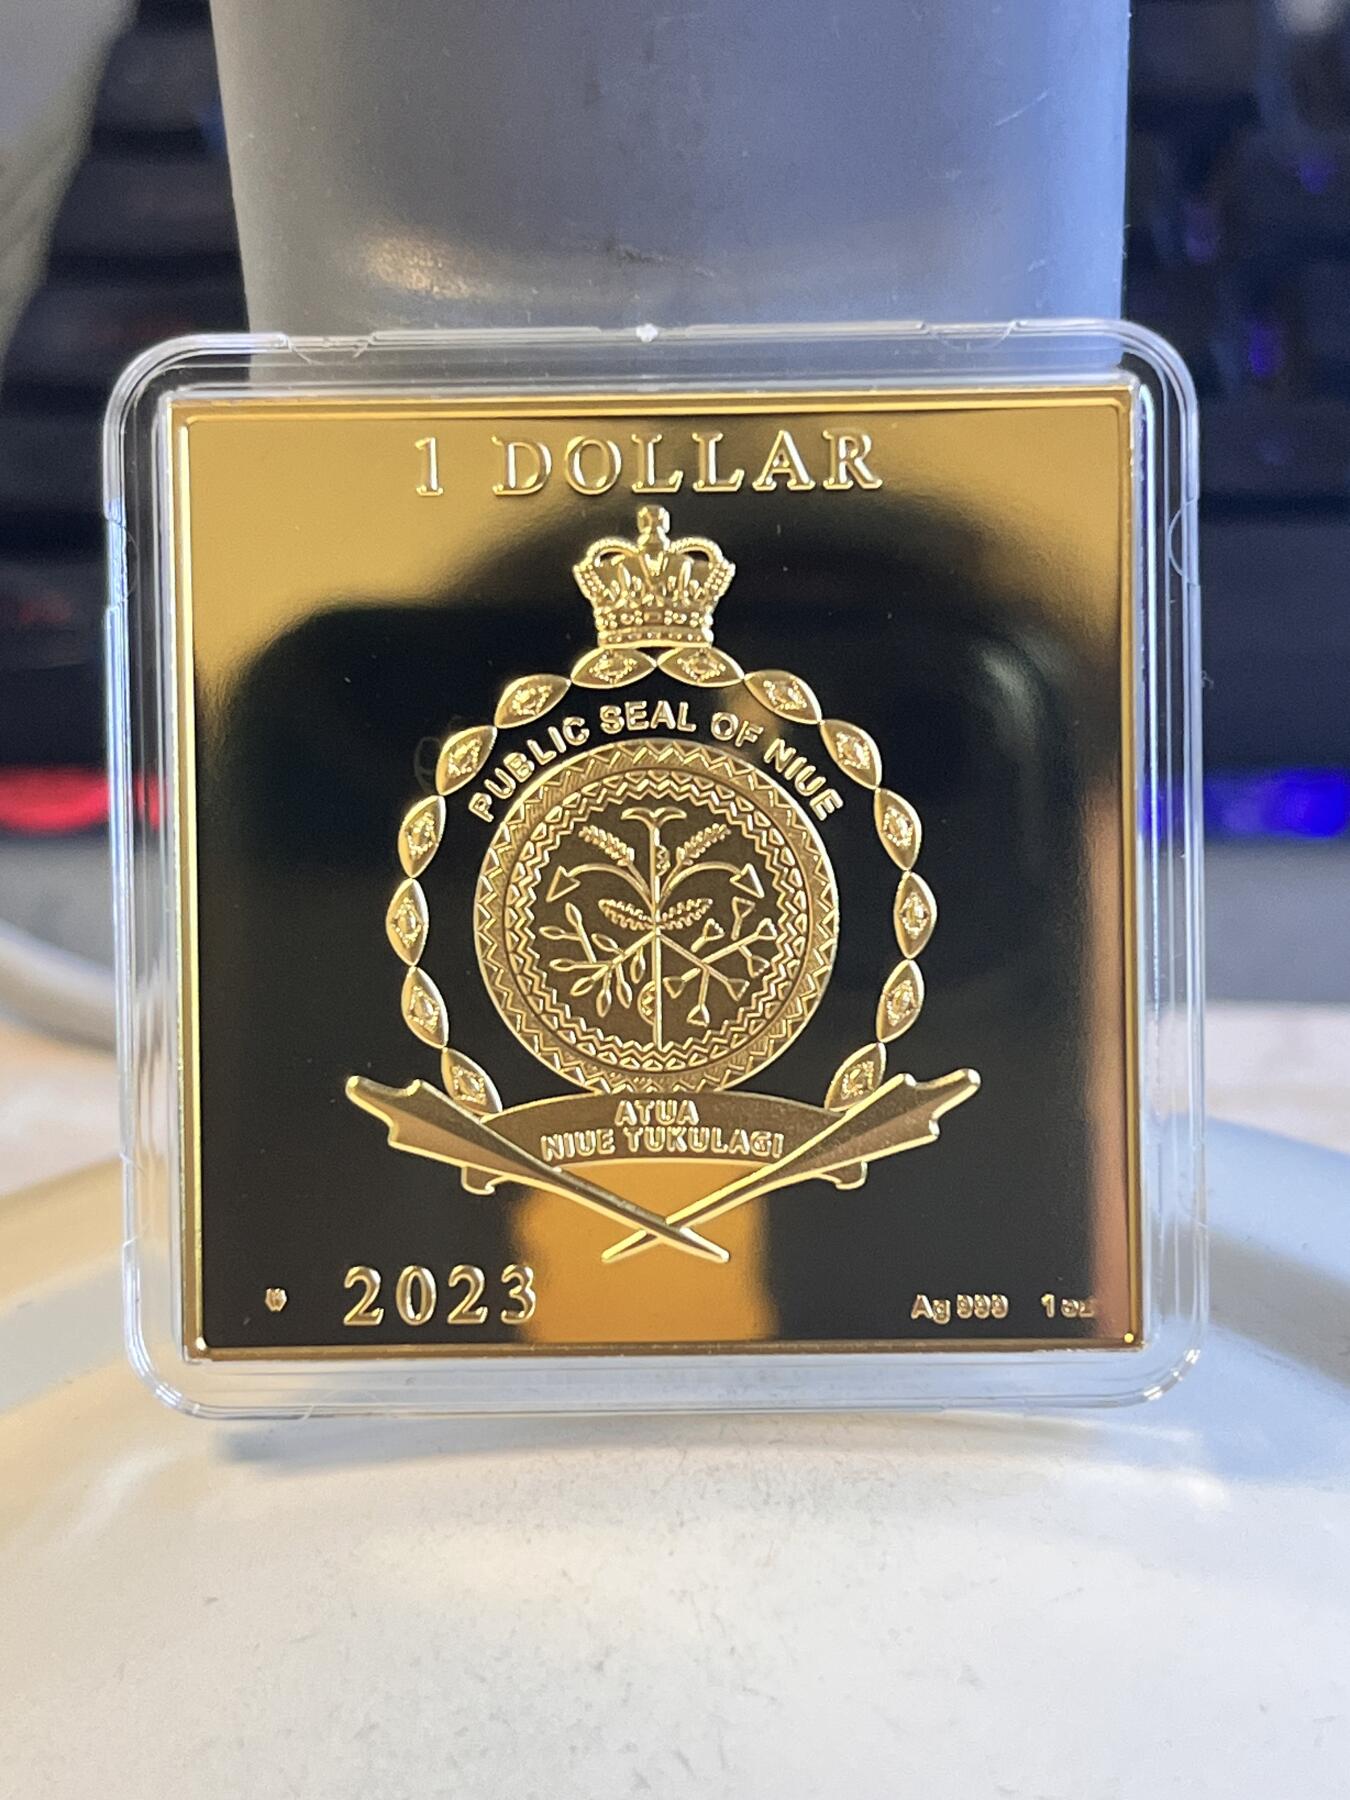 1 DOLLAR
PUBLIC SEAL OF NIUE
ATUA
NIUE TUKULAGI
2023
Ag 999 1 oz